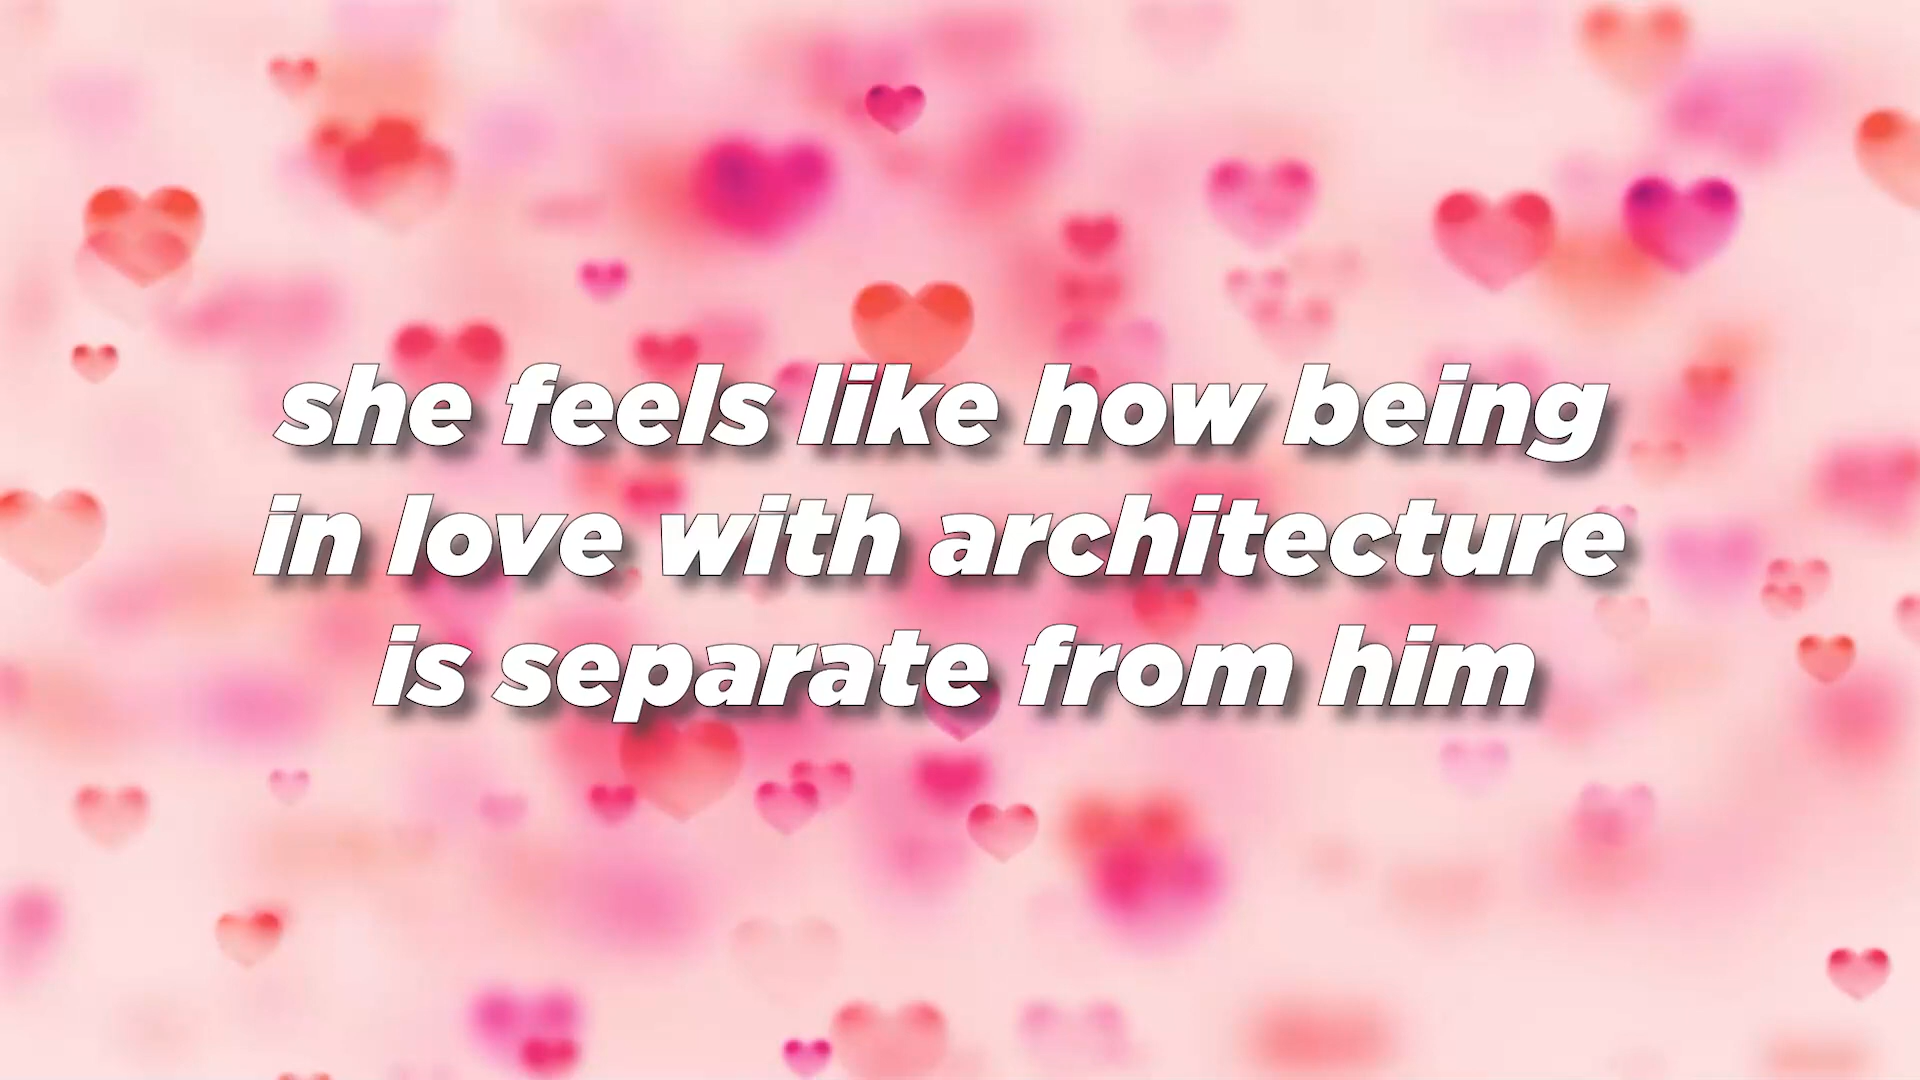 she feels like how being
in love with architecture
is separate from him